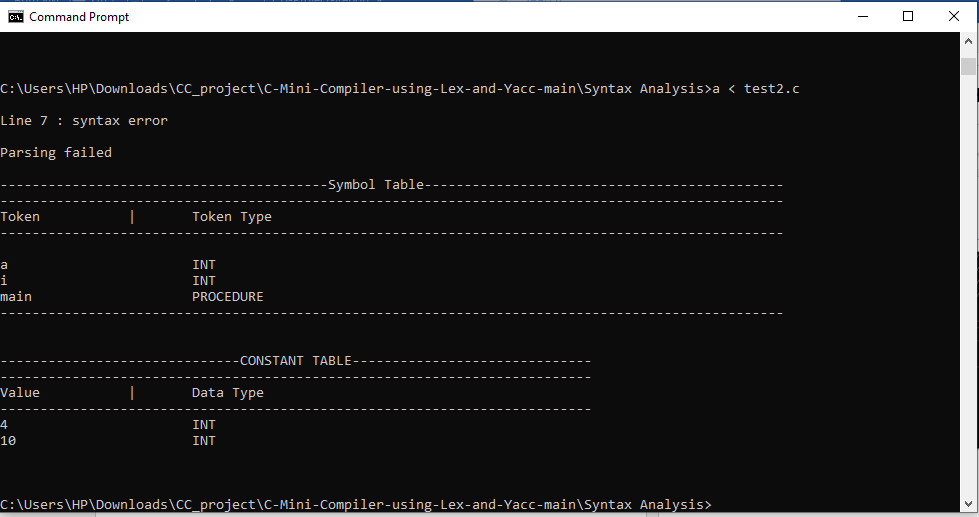 Command Prompt
C:\Users\HP\Downloads\CC_project\C-Mini-Compiler-using-Lex-and-Yacc-main\Syntax Analysis>a < test2.c
Line 7 : syntax error
Parsing failed
-----------------------------------------Symbol Table---------------------------------------------
--------------------------------------------------------------------------------------------------
Token | Token Type
--------------------------------------------------------------------------------------------------
a INT
i INT
main PROCEDURE
--------------------------------------------------------------------------------------------------
------------------------------CONSTANT TABLE------------------------------
--------------------------------------------------------------------------
Value | Data Type
--------------------------------------------------------------------------
4 INT
10 INT
C:\Users\HP\Downloads\CC_project\C-Mini-Compiler-using-Lex-and-Yacc-main\Syntax Analysis>